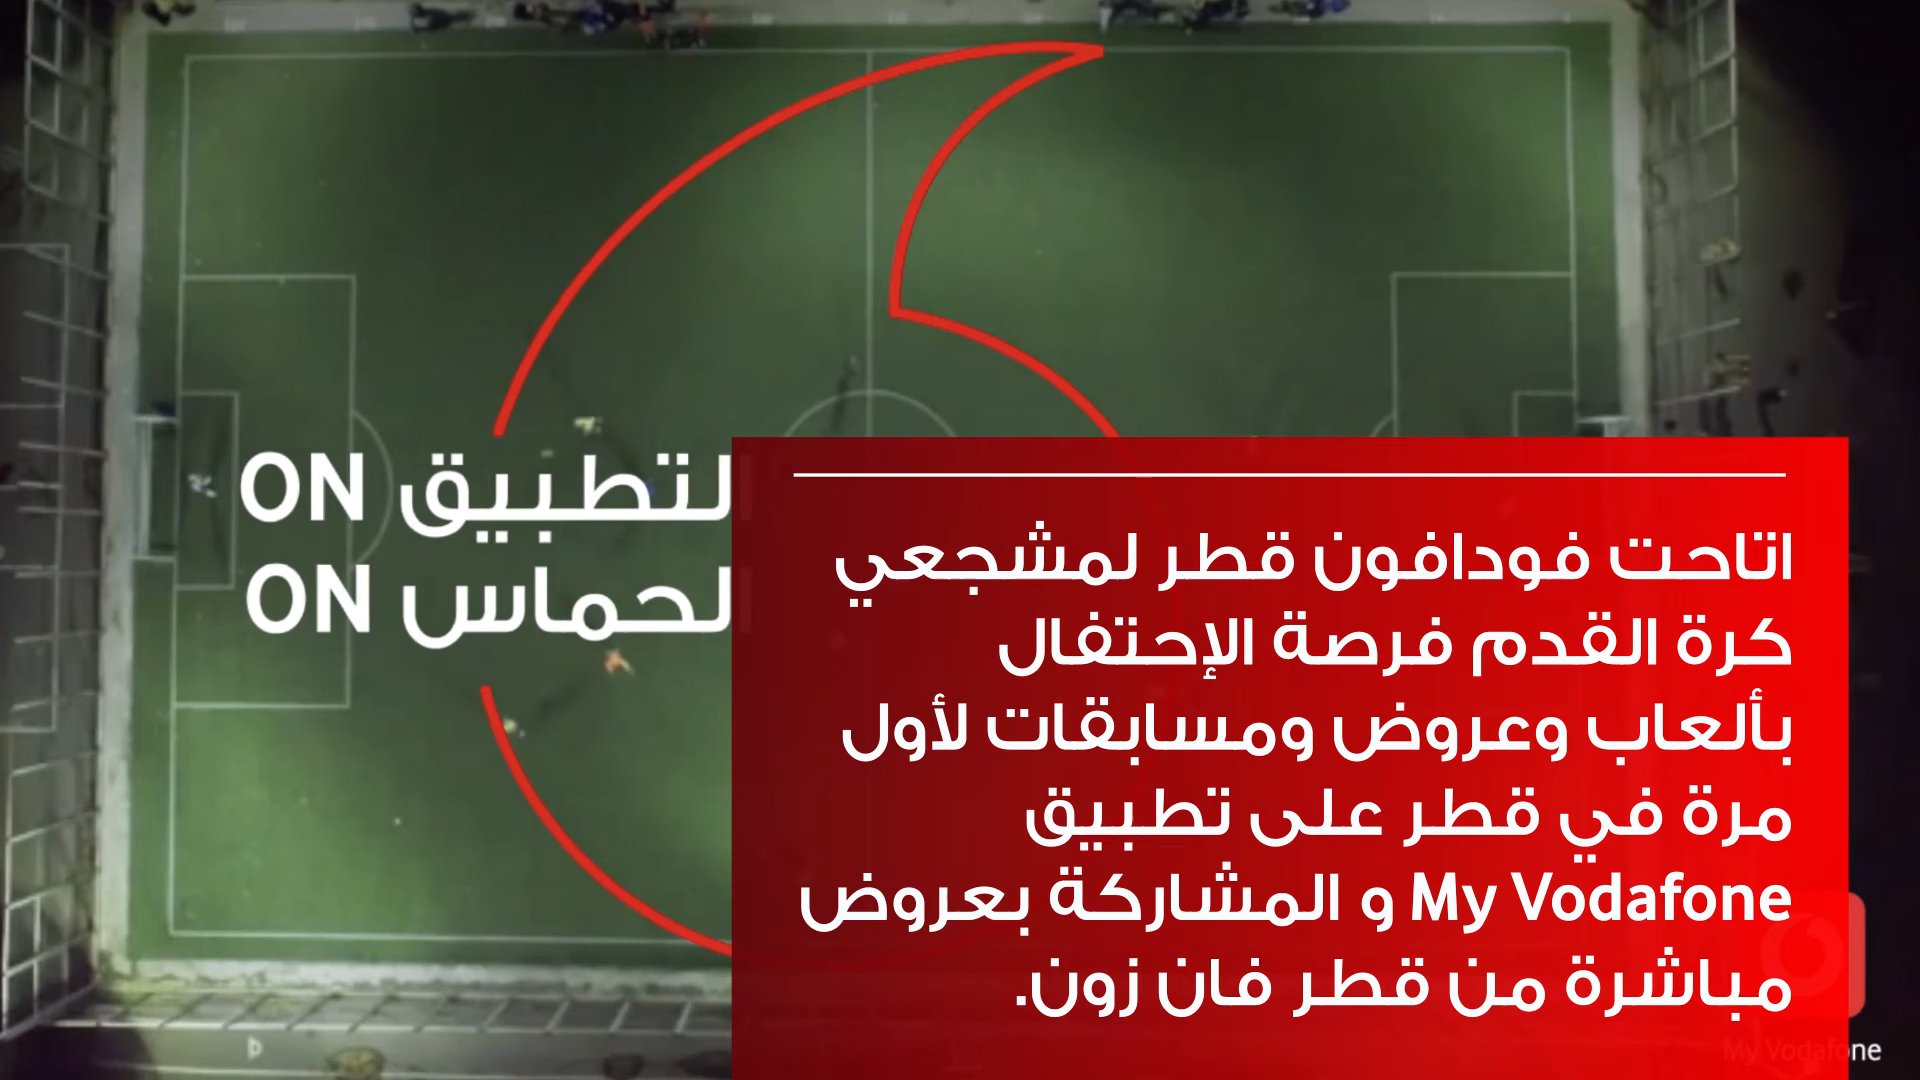 التطبيق ON
الحماس ON
اتاحت فودافون قطر لمشجعي
كرة القدم فرصة الإحتفال
بألعاب وعروض ومسابقات لأول
مرة في قطر على تطبيق
My Vodafone و المشاركة بعروض
مباشرة من قطر فان زون.
My Vodafone